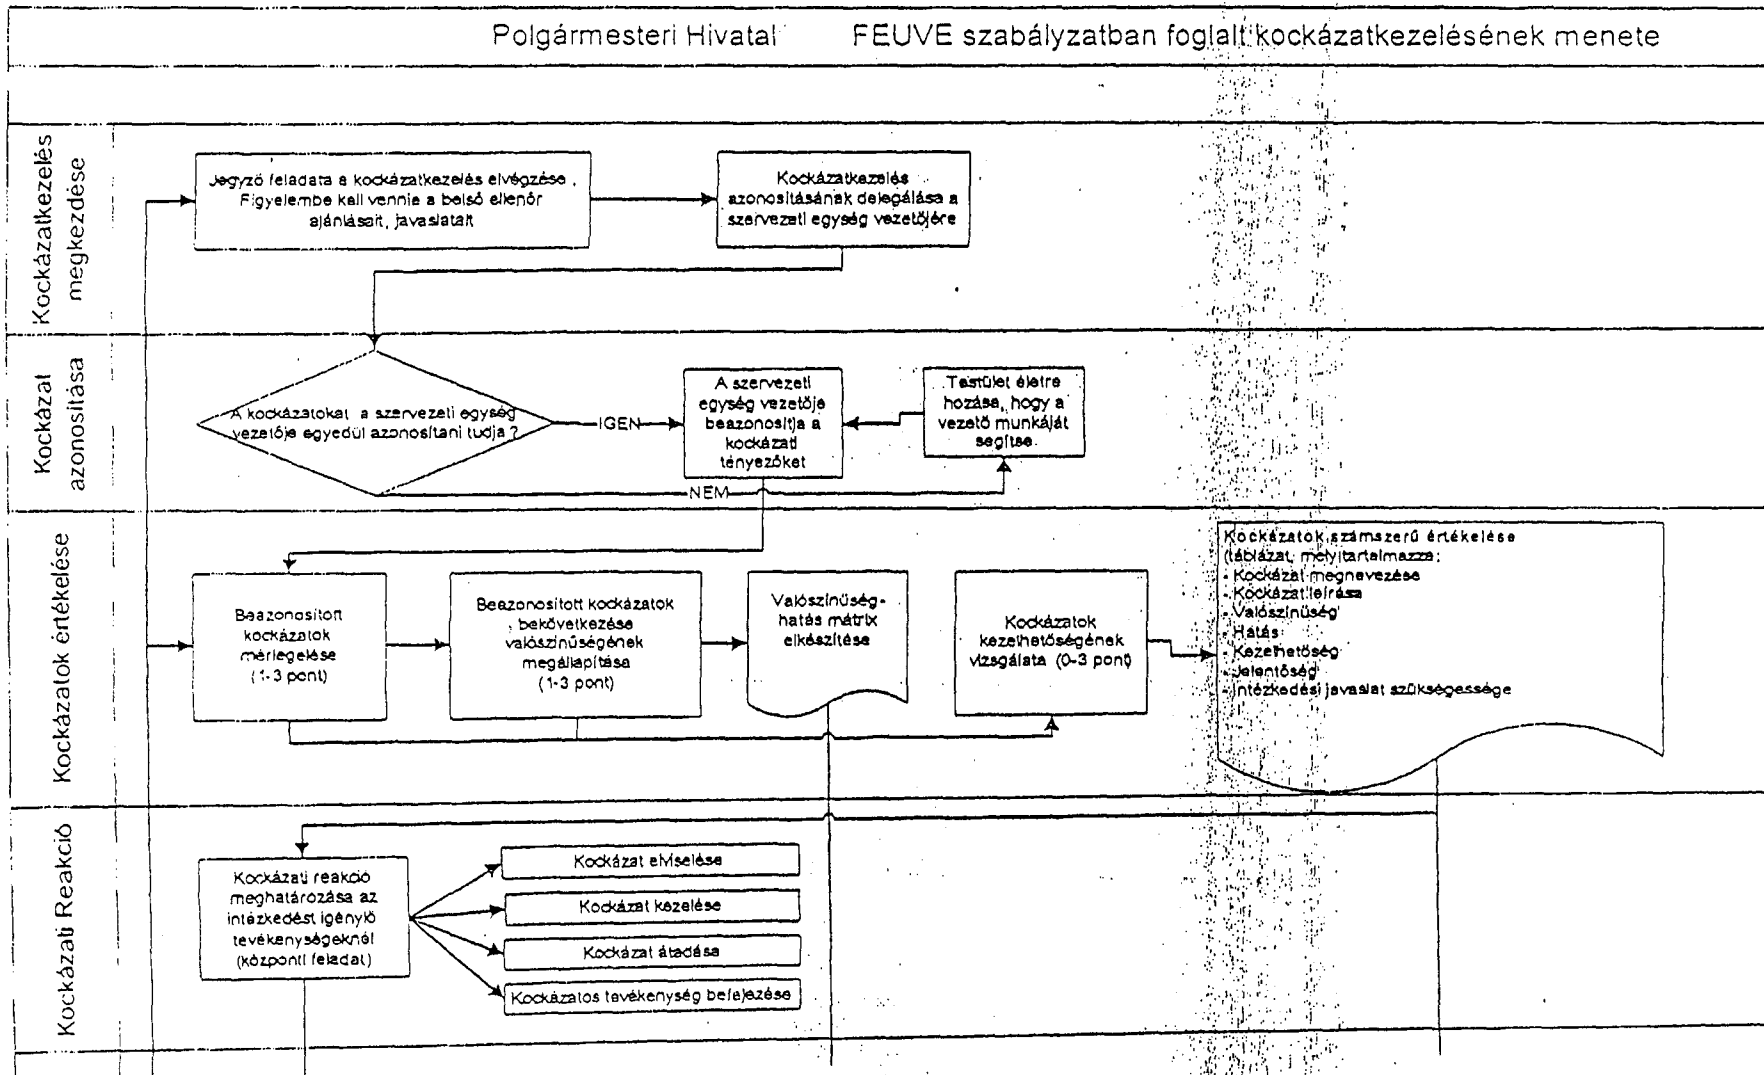 Polgármesteri Hivatal FEUVE szabályzatban foglalt kockázatkezelésének menete
Kockázatkezelés
megkezdése
Jegyző feladata a kockázatkezelés elvégzése,
Figyelembe kell vennie a belső ellenőr
ajánlásait, javaslatait
Kockázatkezelés
azonosításának delegálása a
szervezeti egység vezetőjére
Kockázat
azonosítása
A kockázatokat a szervezeti egység
vezetője egyedül azonosítani tudja?
IGEN
NEM
A szervezeti
egység vezetője
beazonosítja a
kockázati
tényezőket
Testület életre
hozása, hogy a
vezető munkáját
segítse.
Kockázatok értékelése
Beazonosított
kockázatok
mérlegelése
(1-3 pont)
Beazonosított kockázatok
bekövetkezése
valószínűségének
megállapítása
(1-3 pont)
Valószínűség-
hatás mátrix
elkészítése
Kockázatok
kezelhetőségének
vizsgálata (0-3 pont)
Kockázatok számszerű értékelése
(táblázat, mely tartalmazza:
- Kockázat megnevezése
- Kockázat leírása
- Valószínűség
- Hatás
- Kezelhetőség
- Jelentőség
- Intézkedési javaslat szükségessége
Kockázati Reakció
Kockázati reakció
meghatározása az
intézkedést igénylő
tevékenységeknél
(központi feladat)
Kockázat elviselése
Kockázat kezelése
Kockázat átadása
Kockázatos tevékenység befejezése